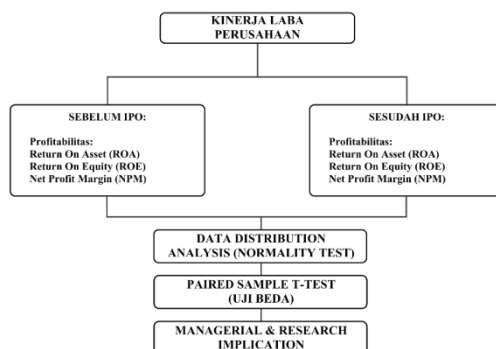 KINERJA LABA
PERUSAHAAN
SEBELUM IPO:
Profitabilitas:
Return On Asset (ROA)
Return On Equity (ROE)
Net Profit Margin (NPM)
SESUDAH IPO:
Profitabilitas:
Return On Asset (ROA)
Return On Equity (ROE)
Net Profit Margin (NPM)
DATA DISTRIBUTION
ANALYSIS (NORMALITY TEST)
PAIRED SAMPLE T-TEST
(UJI BEDA)
MANAGERIAL & RESEARCH
IMPLICATION